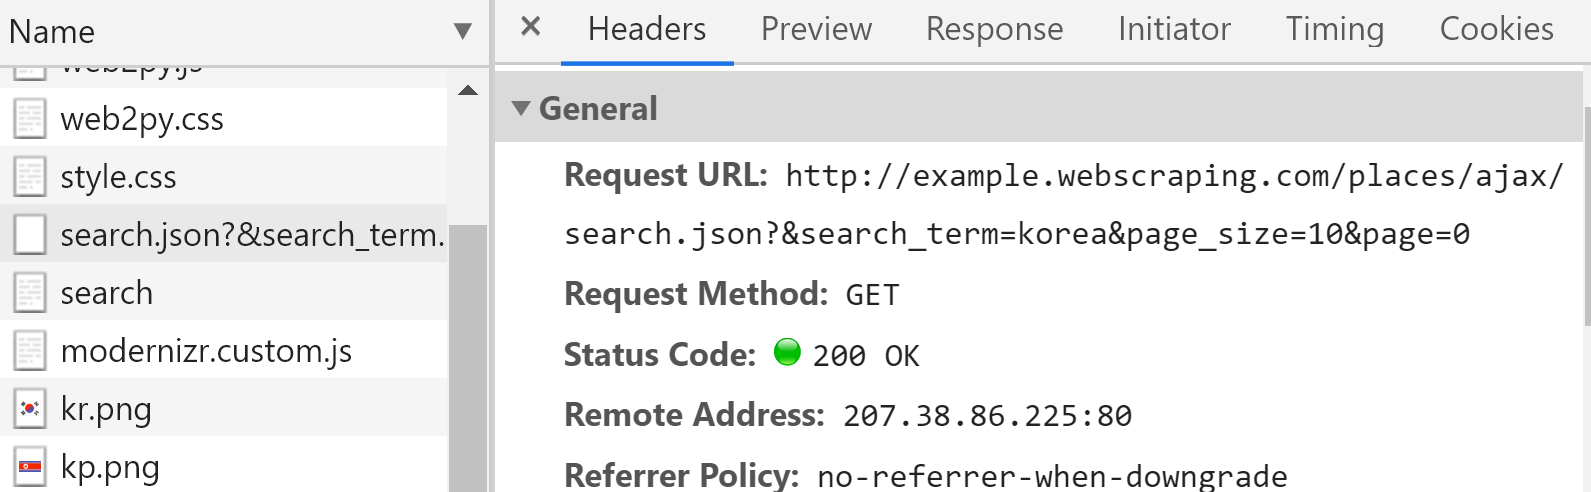 Name
web2py.js
web2py.css
style.css
search.json?&search_term.
search
modernizr.custom.js
kr.png
kp.png
× Headers Preview Response Initiator Timing Cookies
General
Request URL: http://example.webscraping.com/places/ajax/
search.json?&search_term=korea&page_size=10&page=0
Request Method: GET
Status Code: 200 OK
Remote Address: 207.38.86.225:80
Referrer Policy: no-referrer-when-downgrade